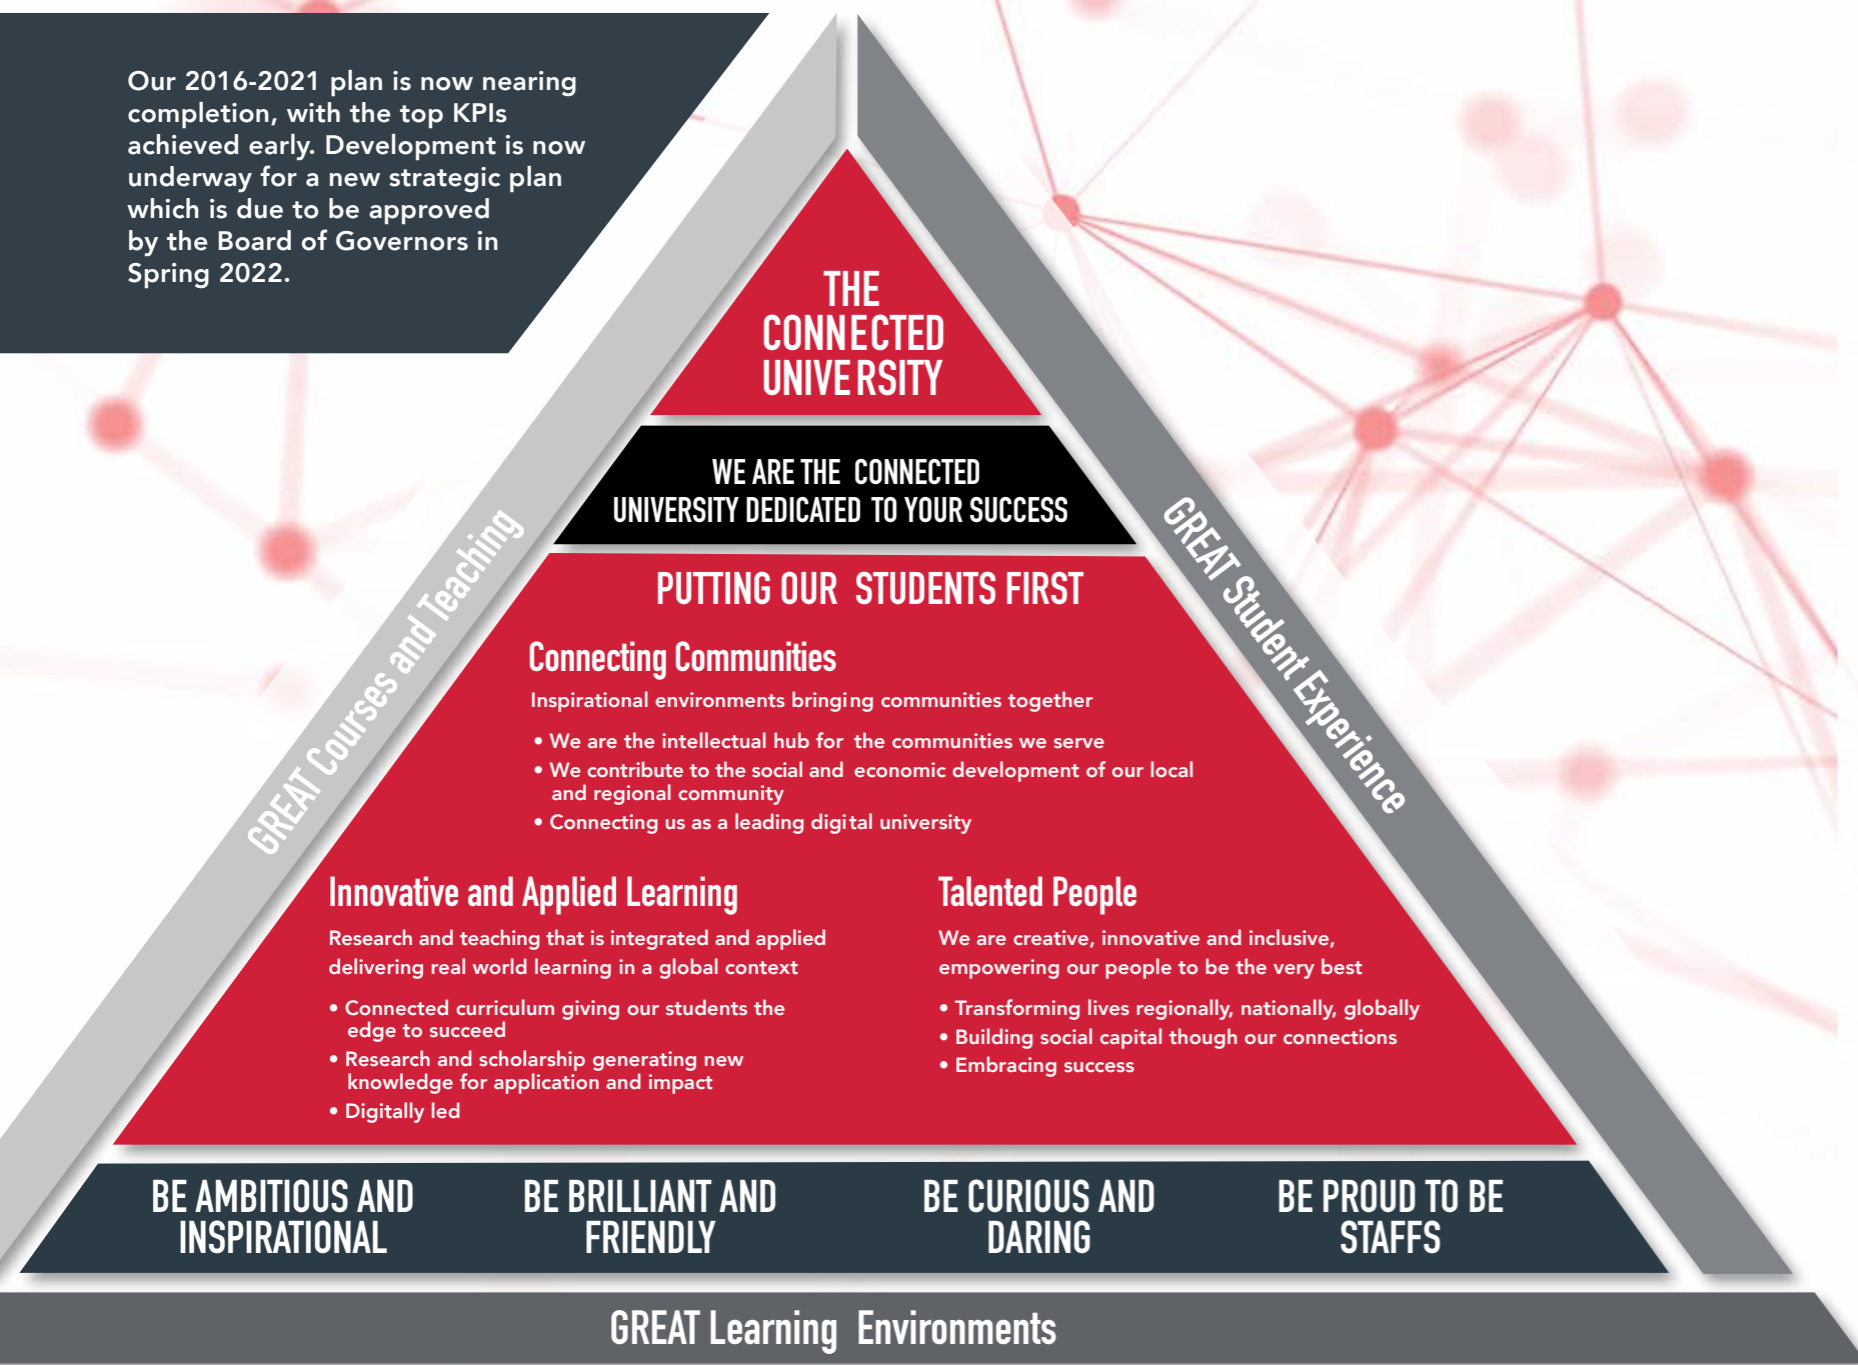 Our 2016-2021 plan is now nearing
completion, with the top KPIs
achieved early. Development is now
underway for a new strategic plan
which is due to be approved
by the Board of Governors in
Spring 2022.
THE
CONNECTED
UNIVERSITY
WE ARE THE CONNECTED
UNIVERSITY DEDICATED TO YOUR SUCCESS
GREAT Courses and Teaching
GREAT Student Experience
PUTTING OUR STUDENTS FIRST
Connecting Communities
Inspirational environments bringing communities together
• We are the intellectual hub for the communities we serve
• We contribute to the social and economic development of our local
and regional community
• Connecting us as a leading digital university
Innovative and Applied Learning
Research and teaching that is integrated and applied
delivering real world learning in a global context
• Connected curriculum giving our students the
edge to succeed
• Research and scholarship generating new
knowledge for application and impact
• Digitally led
Talented People
We are creative, innovative and inclusive,
empowering our people to be the very best
• Transforming lives regionally, nationally, globally
• Building social capital though our connections
• Embracing success
BE AMBITIOUS AND
INSPIRATIONAL
BE BRILLIANT AND
FRIENDLY
BE CURIOUS AND
DARING
BE PROUD TO BE
STAFFS
GREAT Learning Environments